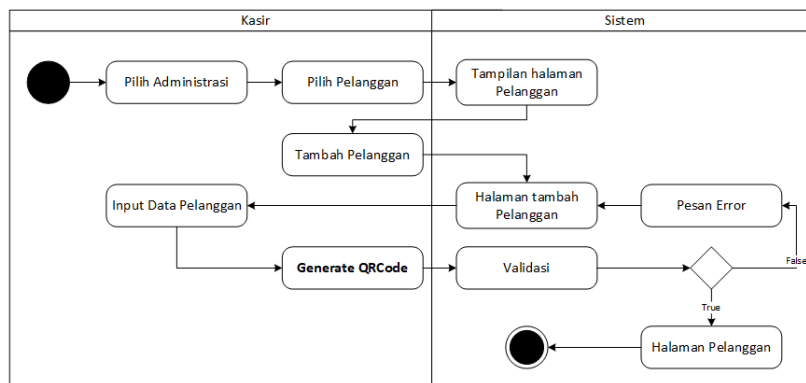 Kasir
Sistem
Pilih Administrasi
Pilih Pelanggan
Tampilan halaman
Pelanggan
Tambah Pelanggan
Input Data Pelanggan
Halaman tambah
Pelanggan
Pesan Error
Generate QRCode
Validasi
False
True
Halaman Pelanggan